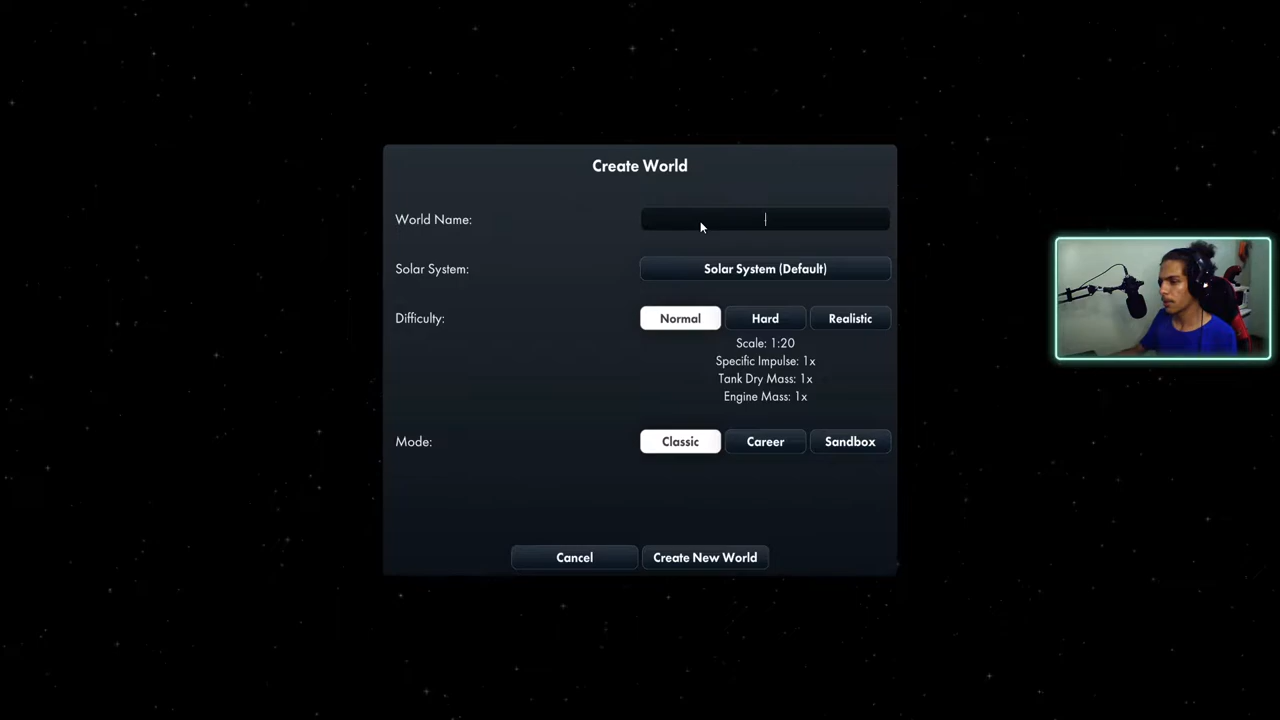 Create World
World Name:
Solar System: Solar System (Default)
Difficulty: Normal Hard Realistic
Scale: 1:20
Specific Impulse: 1x
Tank Dry Mass: 1x
Engine Mass: 1x
Mode: Classic Career Sandbox
Cancel Create New World